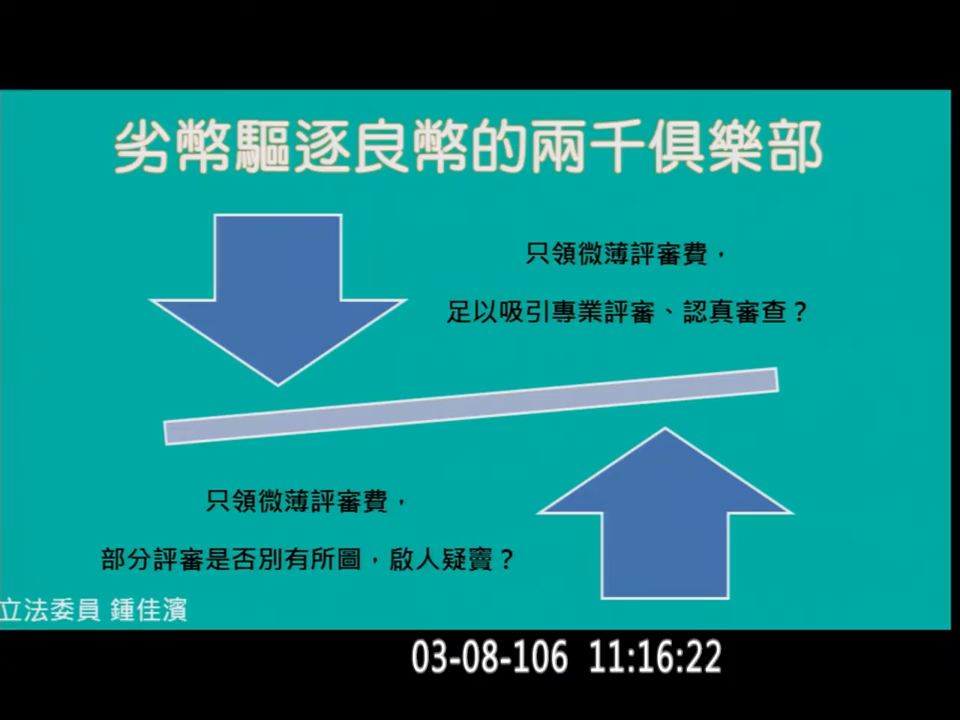 劣幣驅逐良幣的兩千俱樂部
只領微薄評審費，
足以吸引專業評審、認真審查？
只領微薄評審費，
部分評審是否別有所圖，啟人疑竇？
立法委員 鍾佳濱
03-08-106 11:16:22